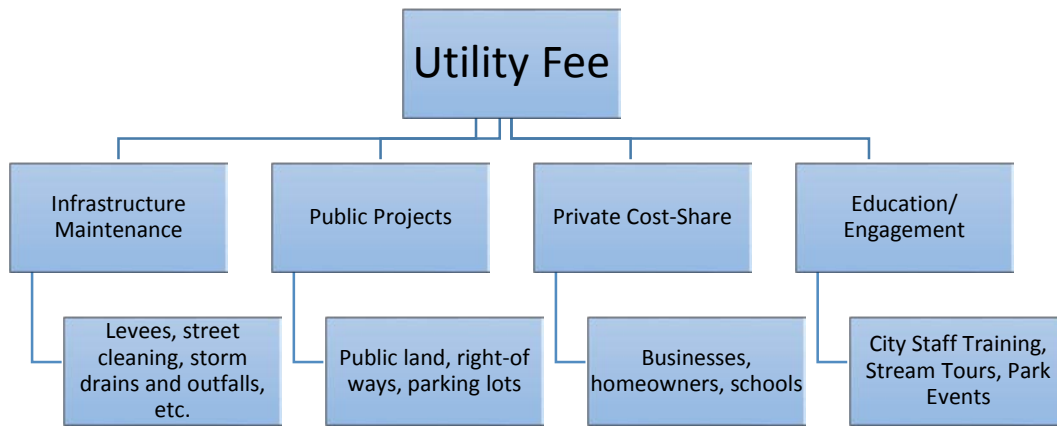 Utility Fee
Infrastructure
Maintenance
Public Projects
Private Cost-Share
Education/
Engagement
Levees, street
cleaning, storm
drains and outfalls,
etc.
Public land, right-of
ways, parking lots
Businesses,
homeowners, schools
City Staff Training,
Stream Tours, Park
Events